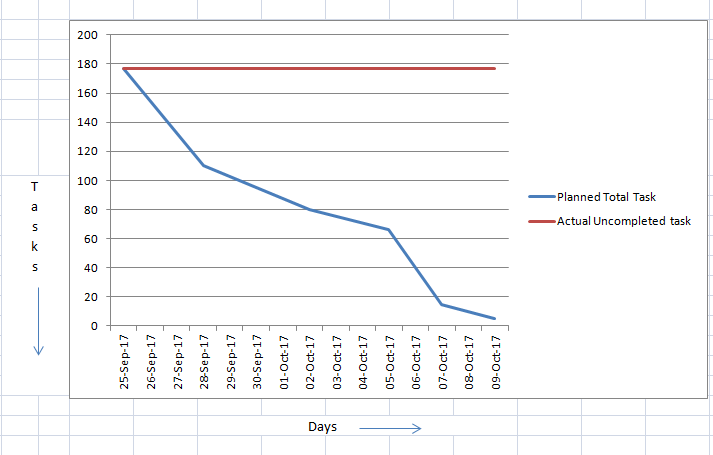 200
180
160
140
120
100
80
60
40
20
0
T
a
s
k
s
25-Sep-17
26-Sep-17
27-Sep-17
28-Sep-17
29-Sep-17
30-Sep-17
01-Oct-17
02-Oct-17
03-Oct-17
04-Oct-17
05-Oct-17
06-Oct-17
07-Oct-17
08-Oct-17
09-Oct-17
Planned Total Task
Actual Uncompleted task
Days